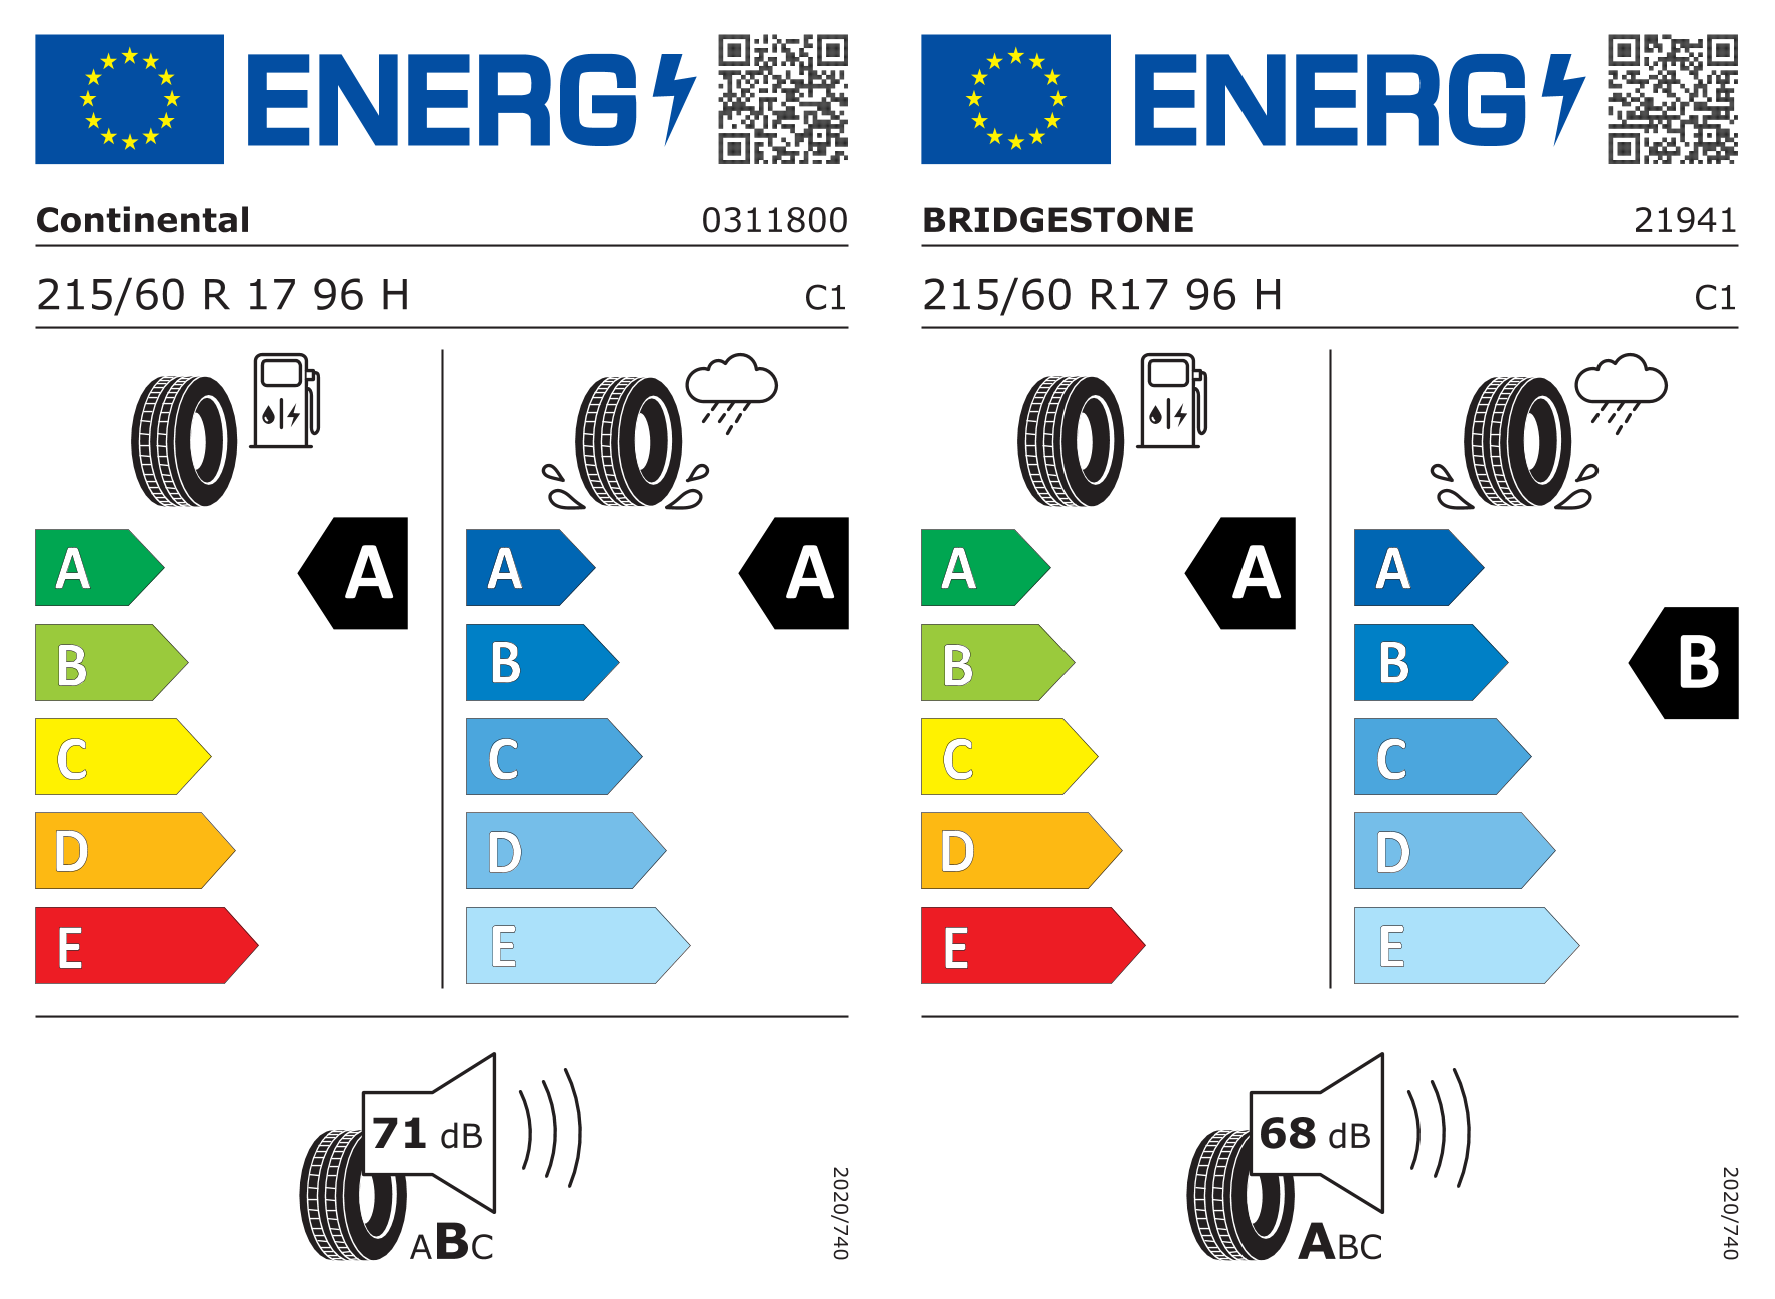 ENERG
Continental 0311800
215/60 R 17 96 H C1
A A A A
B B
C C
D D
E E
71 dB
ABC
2020/740
ENERG
BRIDGESTONE 21941
215/60 R17 96 H C1
A A A
B B B
C C
D D
E E
68 dB
ABC
2020/740